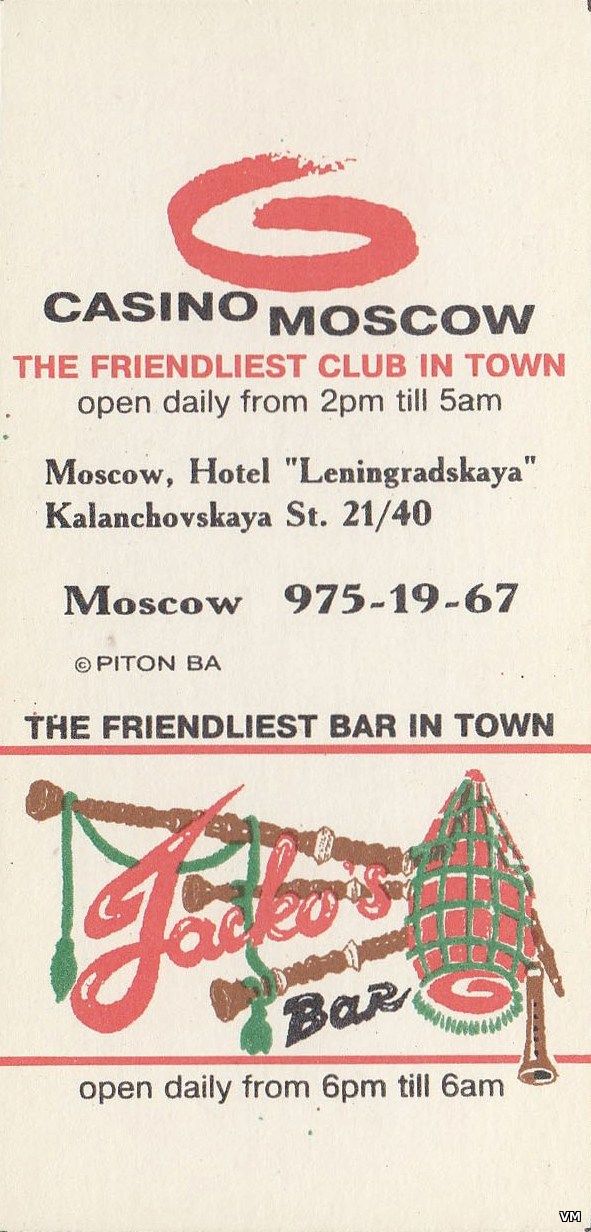 CASINO MOSCOW
THE FRIENDLIEST CLUB IN TOWN
open daily from 2pm till 5am
Moscow, Hotel "Leningradskaya"
Kalanchovskaya St. 21/40
Moscow 975-19-67
© PITON BA
THE FRIENDLIEST BAR IN TOWN
Jacko's
Bar
open daily from 6pm till 6am
VM